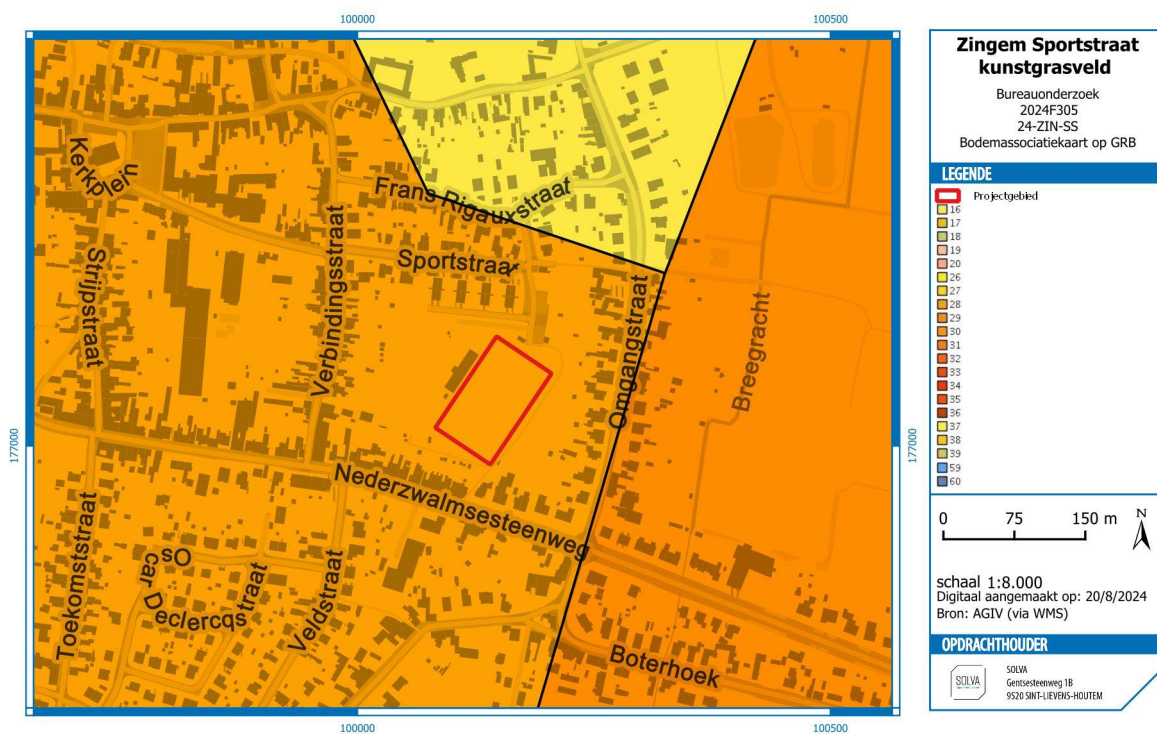 100000
100500
177000
177000
100000
100500
Kerkplein
Strijpstraat
Verbindingsstraat
Frans Rigauxstraat
Sportstraat
Omgangstraat
Breegracht
Nederzwalmsesteenweg
Toekomststraat
Oscar Declercqstraat
Veldstraat
Boterhoek
Zingem Sportstraat
kunstgrasveld
Bureauonderzoek
2024F305
24-ZIN-SS
Bodemassociatiekaart op GRB
LEGENDE
Projectgebied
16
17
18
19
20
26
27
28
29
30
31
32
33
34
35
36
37
38
39
59
60
0 75 150 m
N
schaal 1:8.000
Digitaal aangemaakt op: 20/8/2024
Bron: AGIV (via WMS)
OPDRACHTHOUDER
SOLVA
SOLVA
Gentsesteenweg 1B
9520 SINT-LIEVENS-HOUTEM